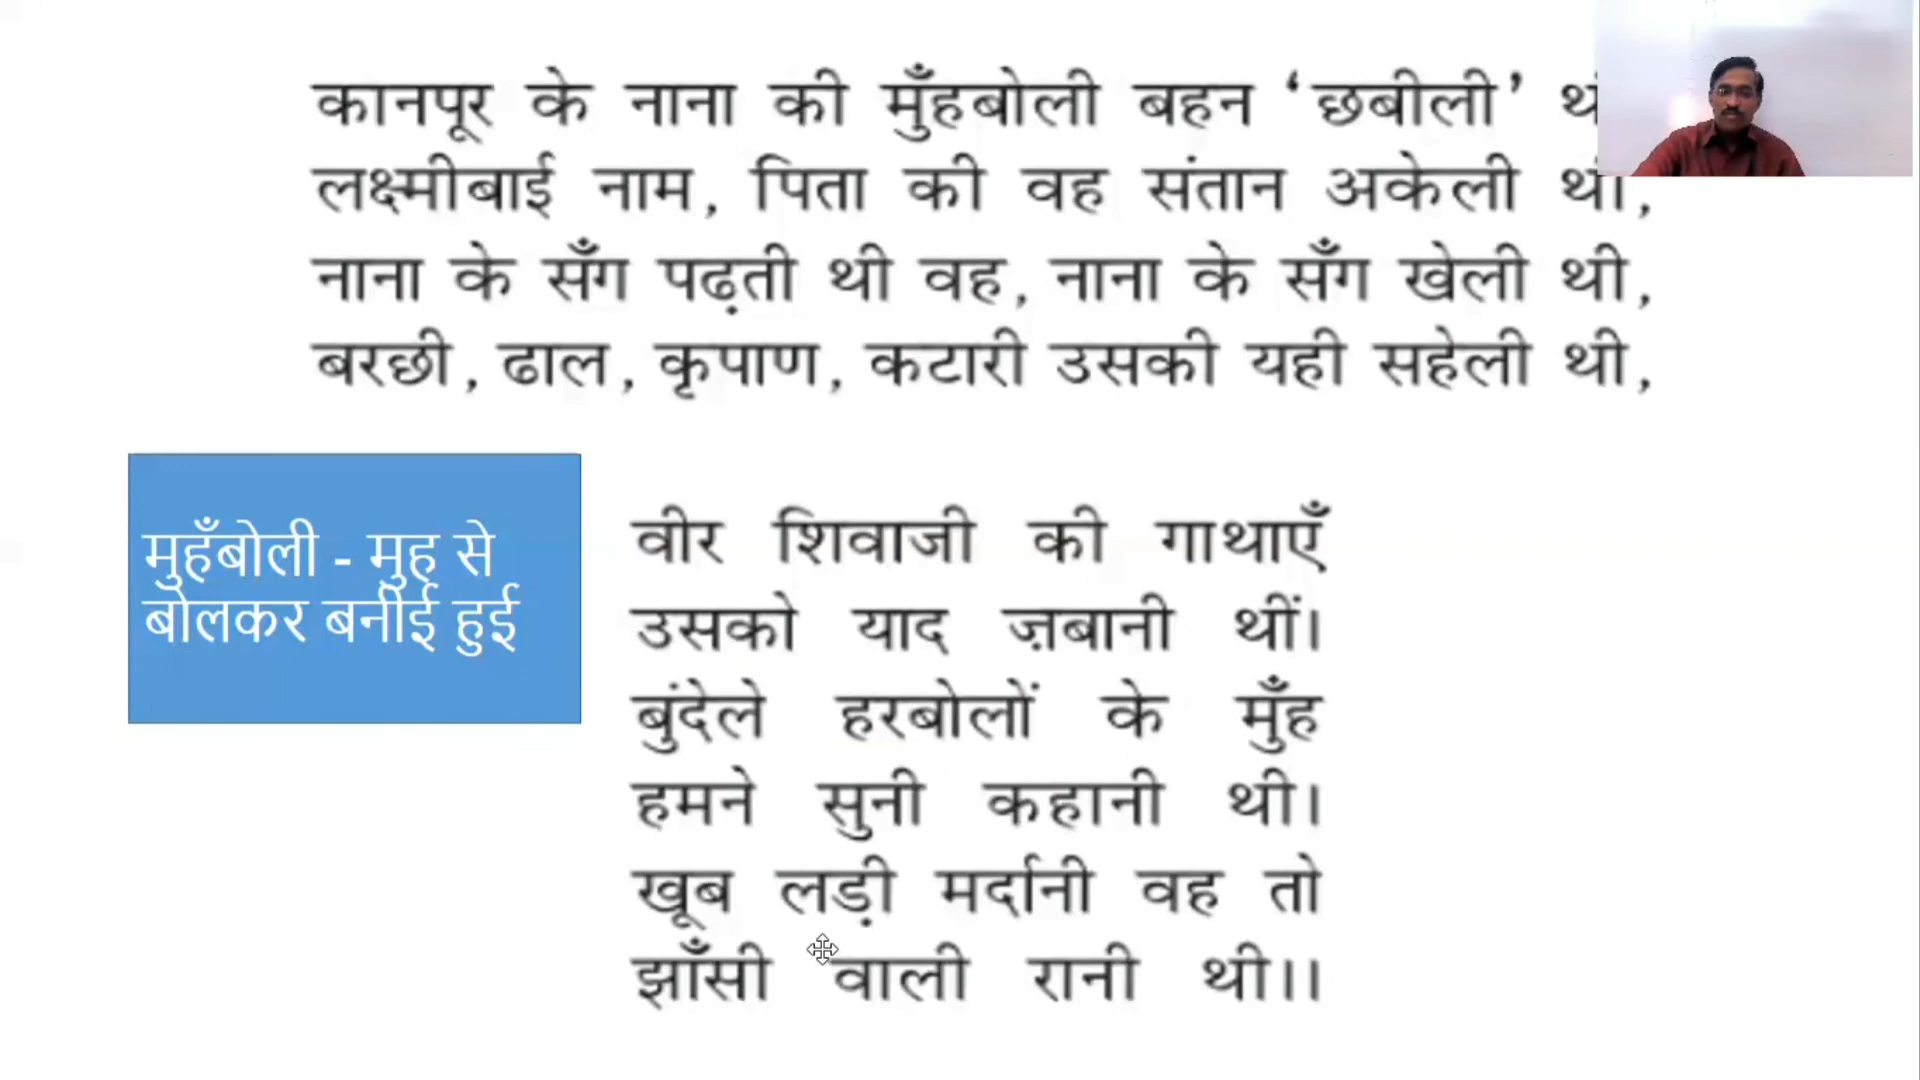 कानपूर के नाना की मुँहबोली बहन ‘छबीली’
लक्ष्मीबाई नाम, पिता की वह संतान अकेली थी,
नाना के सँग पढ़ती थी वह, नाना के सँग खेली थी,
बरछी, ढाल, कृपाण, कटारी उसकी यही सहेली थी,
मुहँबोली - मुह से
बोलकर बनाई हुई
वीर शिवाजी की गाथाएँ
उसको याद ज़बानी थीं।
बुंदेले हरबोलों के मुँह
हमने सुनी कहानी थी।
खूब लड़ी मर्दानी वह तो
झाँसी वाली रानी थी।।